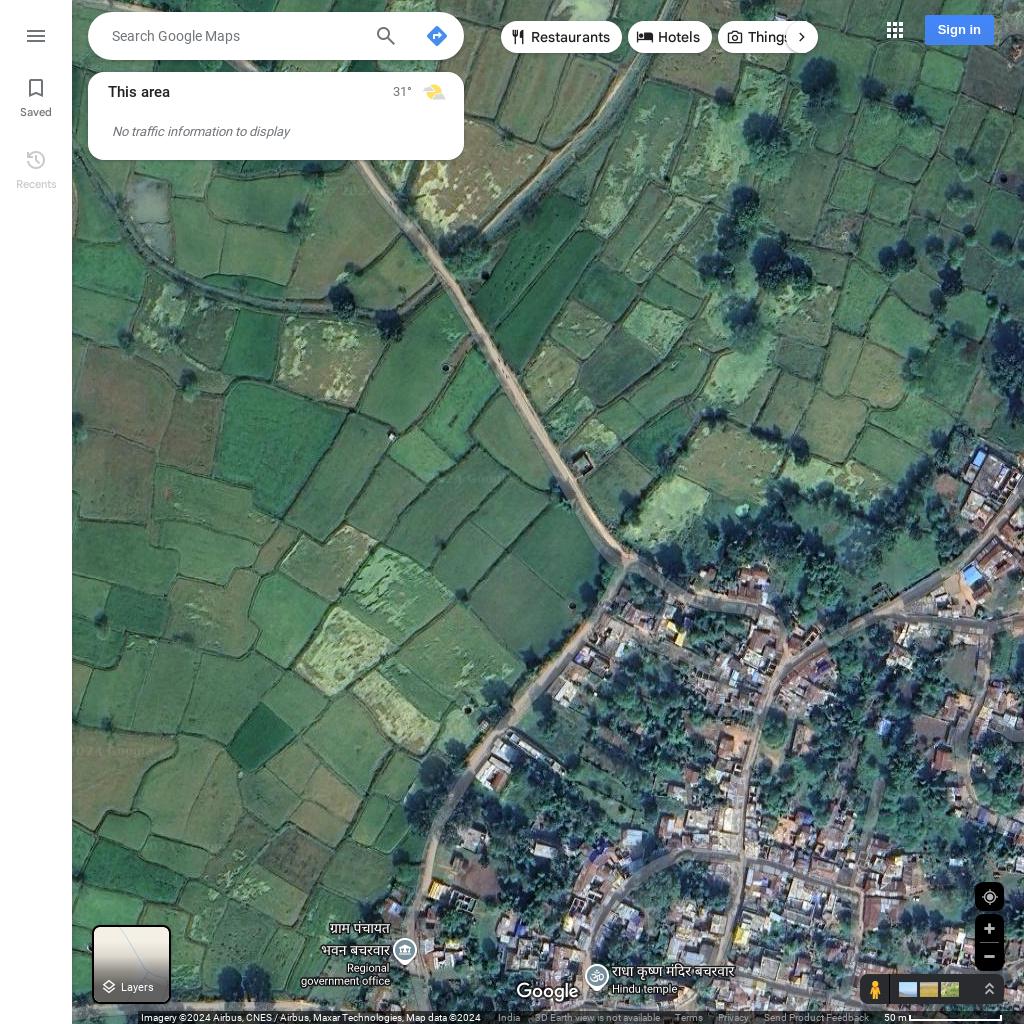 Search Google Maps
Restaurants
Hotels
Things
Sign in
Saved
Recents
This area
31°
No traffic information to display
ग्राम पंचायत
भवन बचरवार
Regional
government office
राधा कृष्ण मंदिर बचरवार
Hindu temple
Layers
Google
Imagery ©2024 Airbus, CNES / Airbus, Maxar Technologies, Map data ©2024 India 3D Earth view is not available Terms Privacy Send Product Feedback 50 m